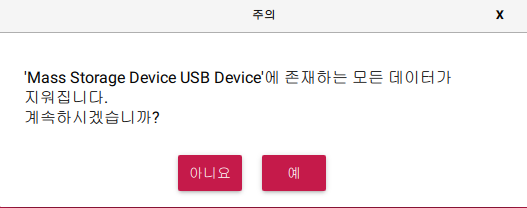 주의
X
'Mass Storage Device USB Device'에 존재하는 모든 데이터가
지워집니다.
계속하시겠습니까?
아니요
예